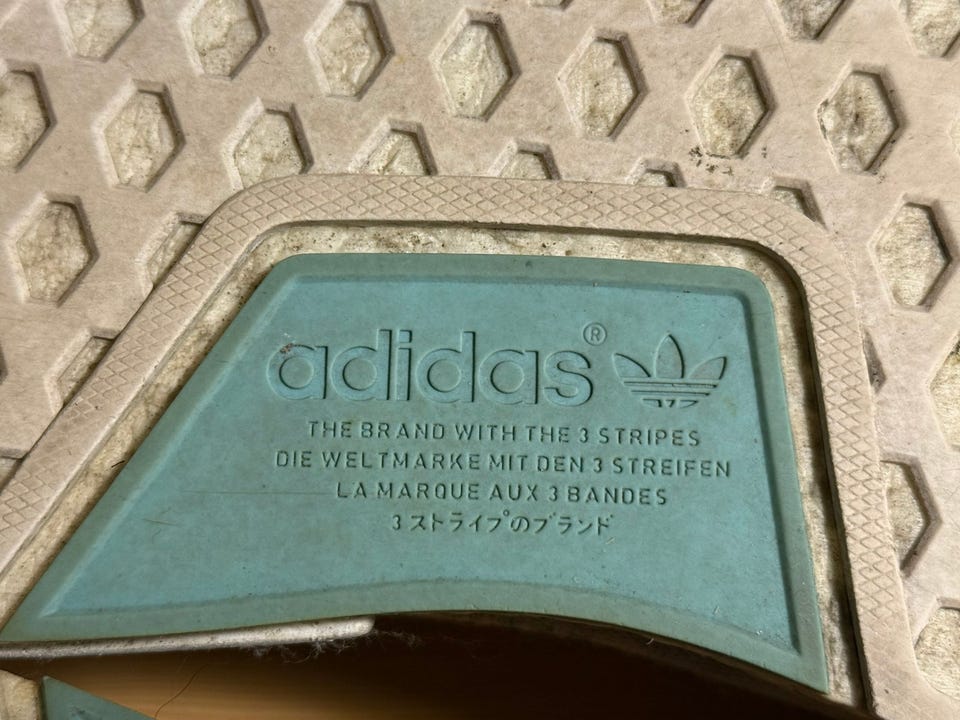 adidas®
THE BRAND WITH THE 3 STRIPES
DIE WELTMARKE MIT DEN 3 STREIFEN
LA MARQUE AUX 3 BANDES
3 ストライプのブランド